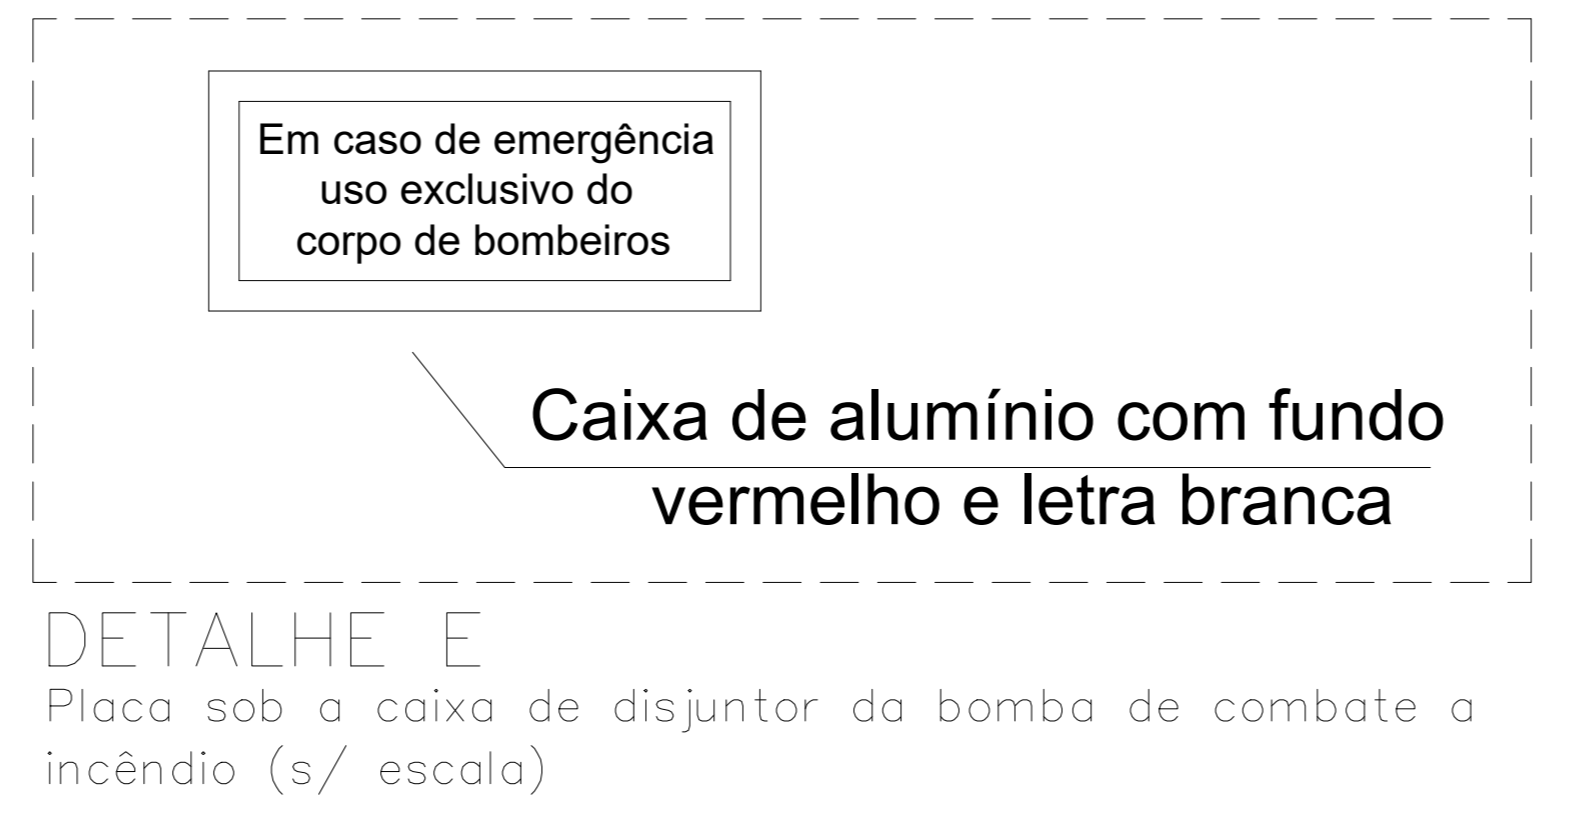 Em caso de emergência
uso exclusivo do
corpo de bombeiros
Caixa de alumínio com fundo
vermelho e letra branca
DETALHE E
Placa sob a caixa de disjuntor da bomba de combate a
incêndio (s/ escala)